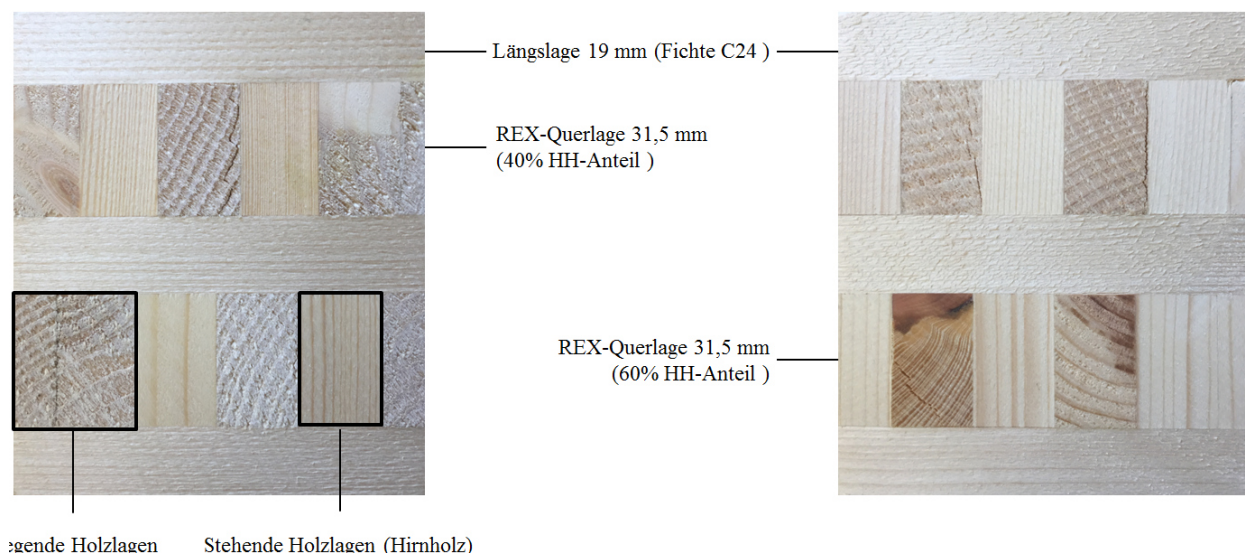 Längslage 19 mm (Fichte C24 )
REX-Querlage 31,5 mm
(40% HH-Anteil )
REX-Querlage 31,5 mm
(60% HH-Anteil )
Holzlagen
Stehende Holzlagen (Hirnholz)